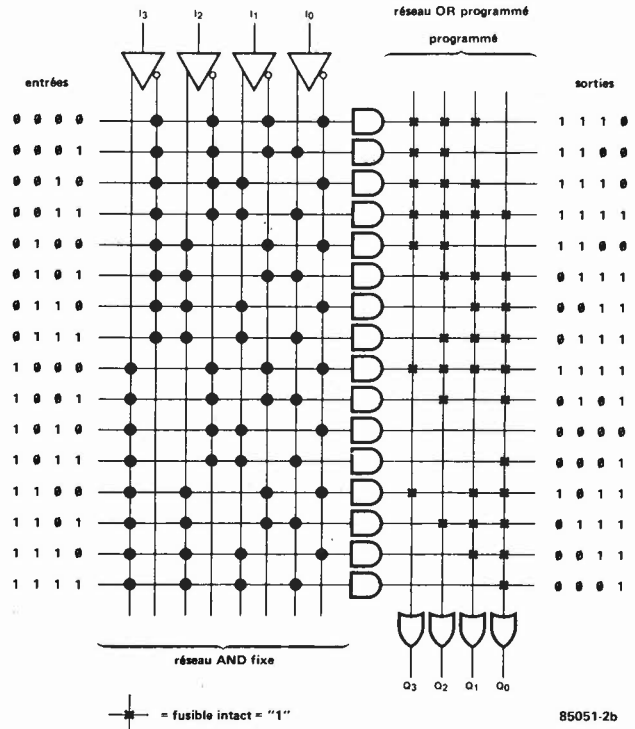 I3 I2 I1 I0
réseau OR programmé
programmé
entrées
sorties
0 0 0 0 1 1 1 0
0 0 0 1 1 1 0 0
0 0 1 0 1 1 1 0
0 0 1 1 1 1 1 1
0 1 0 0 1 1 0 0
0 1 0 1 0 1 1 1
0 1 1 0 0 0 1 1
0 1 1 1 0 1 1 1
1 0 0 0 1 1 1 1
1 0 0 1 0 1 0 1
1 0 1 0 0 0 0 0
1 0 1 1 0 0 0 1
1 1 0 0 1 0 1 1
1 1 0 1 0 1 1 1
1 1 1 0 0 0 1 1
1 1 1 1 0 0 0 1
réseau AND fixe
Q3 Q2 Q1 Q0
= fusible intact = "1"
85051-2b